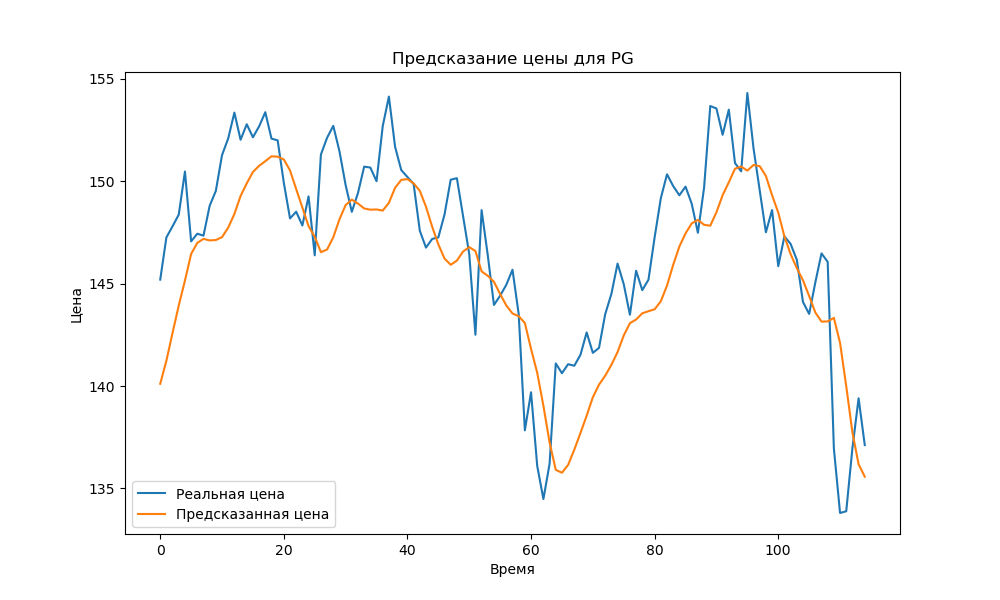 Предсказание цены для PG
Цена
155
150
145
140
135
0 20 40 60 80 100
Время
Реальная цена
Предсказанная цена